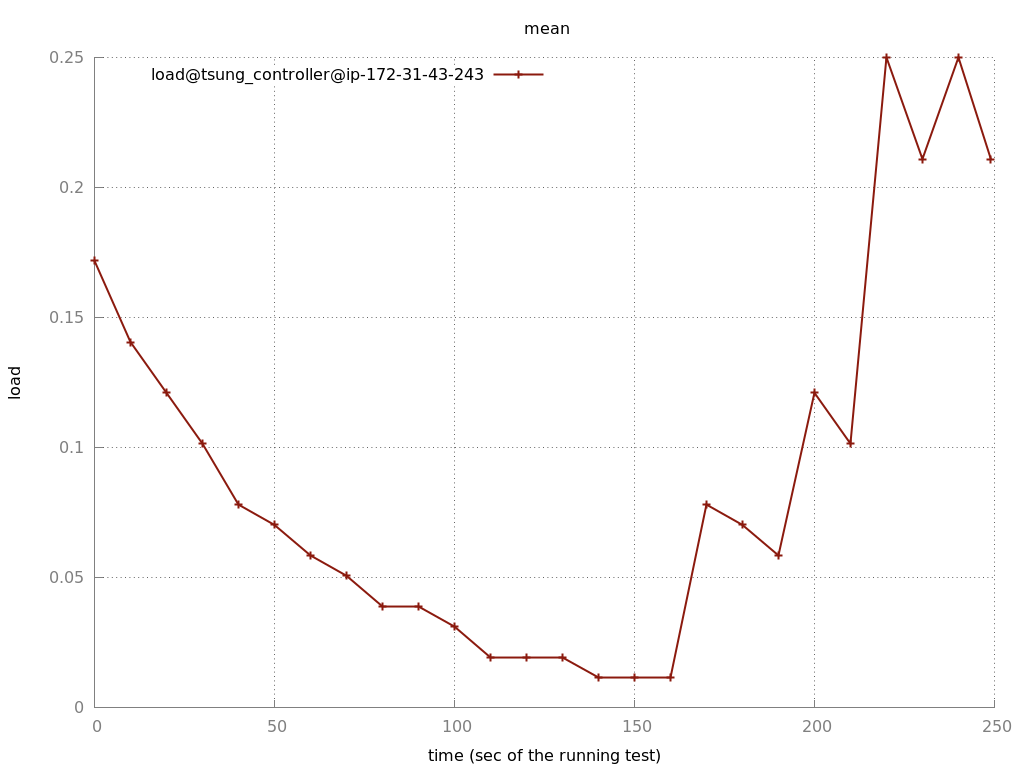 mean
load@tsung_controller@ip-172-31-43-243
0.25
0.2
0.15
0.1
0.05
0
load
0 50 100 150 200 250
time (sec of the running test)